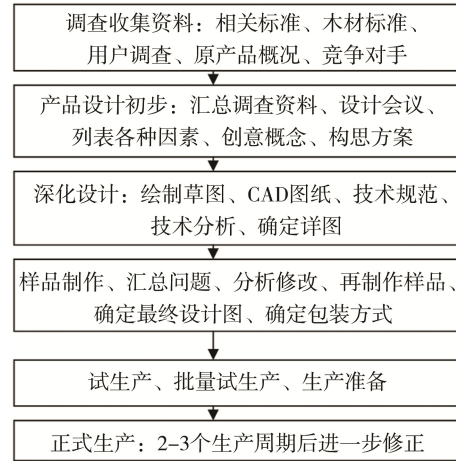 调查收集资料：相关标准、木材标准、
用户调查、原产品概况、竞争对手
产品设计初步：汇总调查资料、设计会议、
列表各种因素、创意概念、构思方案
深化设计：绘制草图、CAD图纸、技术规范、
技术分析、确定详图
样品制作、汇总问题、分析修改、再制作样品、
确定最终设计图、确定包装方式
试生产、批量试生产、生产准备
正式生产：2-3个生产周期后进一步修正